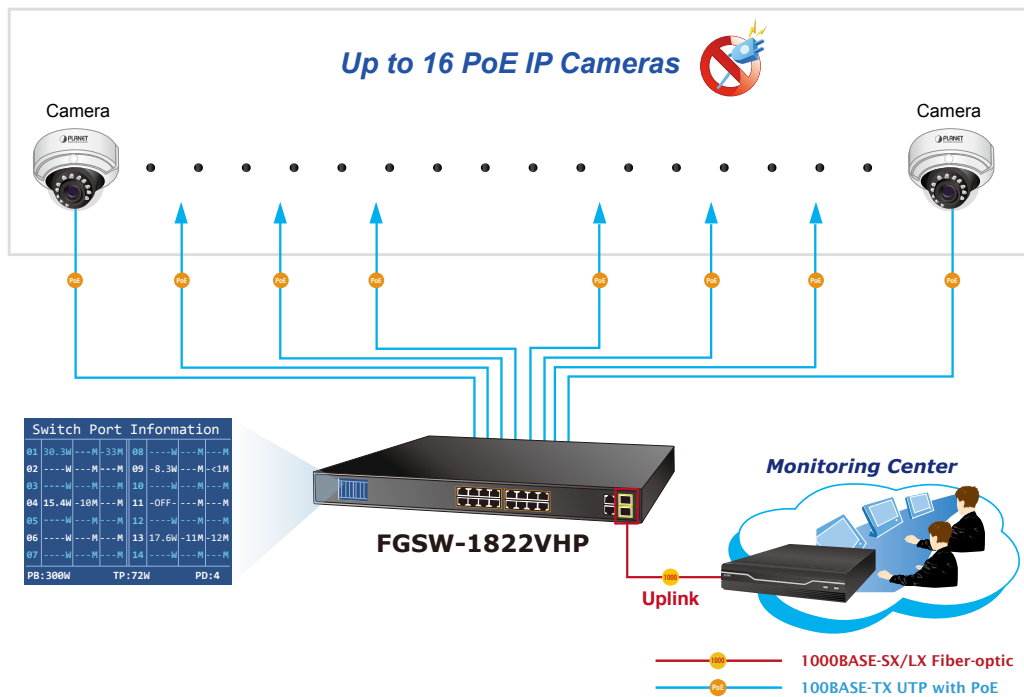 Up to 16 PoE IP Cameras
Camera
Camera
PLANET
PLANET
PoE
PoE
PoE
PoE
PoE
PoE
PoE
PoE
Switch Port Information
01 30.3W ---M -33M 08 ----W ---M ---M
02 ----W ---M ---M 09 -8.3W ---M -<1M
03 ----W ---M ---M 10 ----W ---M ---M
04 15.4W -10M ---M 11 -OFF- ---M ---M
05 ----W ---M ---M 12 ----W ---M ---M
06 ----W ---M ---M 13 17.6W -11M -12M
07 ----W ---M ---M 14 ----W ---M ---M
PB:300W TP:72W PD:4
FGSW-1822VHP
Monitoring Center
1000
Uplink
1000 1000BASE-SX/LX Fiber-optic
PoE 100BASE-TX UTP with PoE